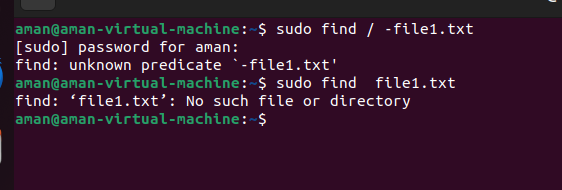 aman@aman-virtual-machine:~$ sudo find / -file1.txt
[sudo] password for aman:
find: unknown predicate `-file1.txt'
aman@aman-virtual-machine:~$ sudo find  file1.txt
find: ‘file1.txt’: No such file or directory
aman@aman-virtual-machine:~$